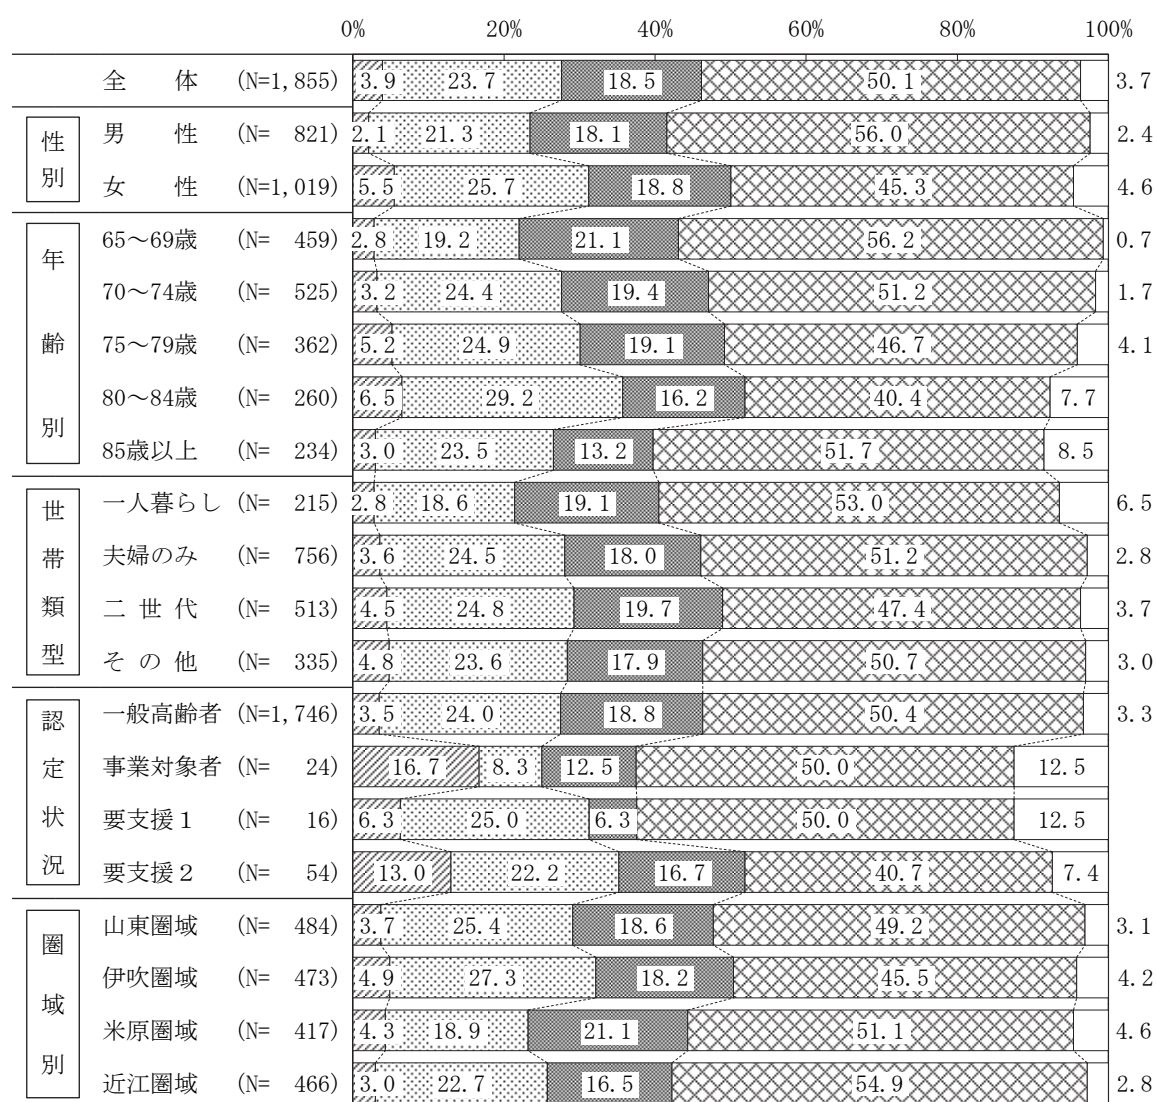 0% 20% 40% 60% 80% 100%
全 体 (N=1,855) 3.9 23.7 18.5 50.1 3.7
性別
男 性 (N= 821) 2.1 21.3 18.1 56.0 2.4
女 性 (N=1,019) 5.5 25.7 18.8 45.3 4.6
年齢別
65～69歳 (N= 459) 2.8 19.2 21.1 56.2 0.7
70～74歳 (N= 525) 3.2 24.4 19.4 51.2 1.7
75～79歳 (N= 362) 5.2 24.9 19.1 46.7 4.1
80～84歳 (N= 260) 6.5 29.2 16.2 40.4 7.7
85歳以上 (N= 234) 3.0 23.5 13.2 51.7 8.5
世帯類型
一人暮らし (N= 215) 2.8 18.6 19.1 53.0 6.5
夫婦のみ (N= 756) 3.6 24.5 18.0 51.2 2.8
二 世 代 (N= 513) 4.5 24.8 19.7 47.4 3.7
そ の 他 (N= 335) 4.8 23.6 17.9 50.7 3.0
認定状況
一般高齢者 (N=1,746) 3.5 24.0 18.8 50.4 3.3
事業対象者 (N= 24) 16.7 8.3 12.5 50.0 12.5
要支援１ (N= 16) 6.3 25.0 6.3 50.0 12.5
要支援２ (N= 54) 13.0 22.2 16.7 40.7 7.4
圏域別
山東圏域 (N= 484) 3.7 25.4 18.6 49.2 3.1
伊吹圏域 (N= 473) 4.9 27.3 18.2 45.5 4.2
米原圏域 (N= 417) 4.3 18.9 21.1 51.1 4.6
近江圏域 (N= 466) 3.0 22.7 16.5 54.9 2.8